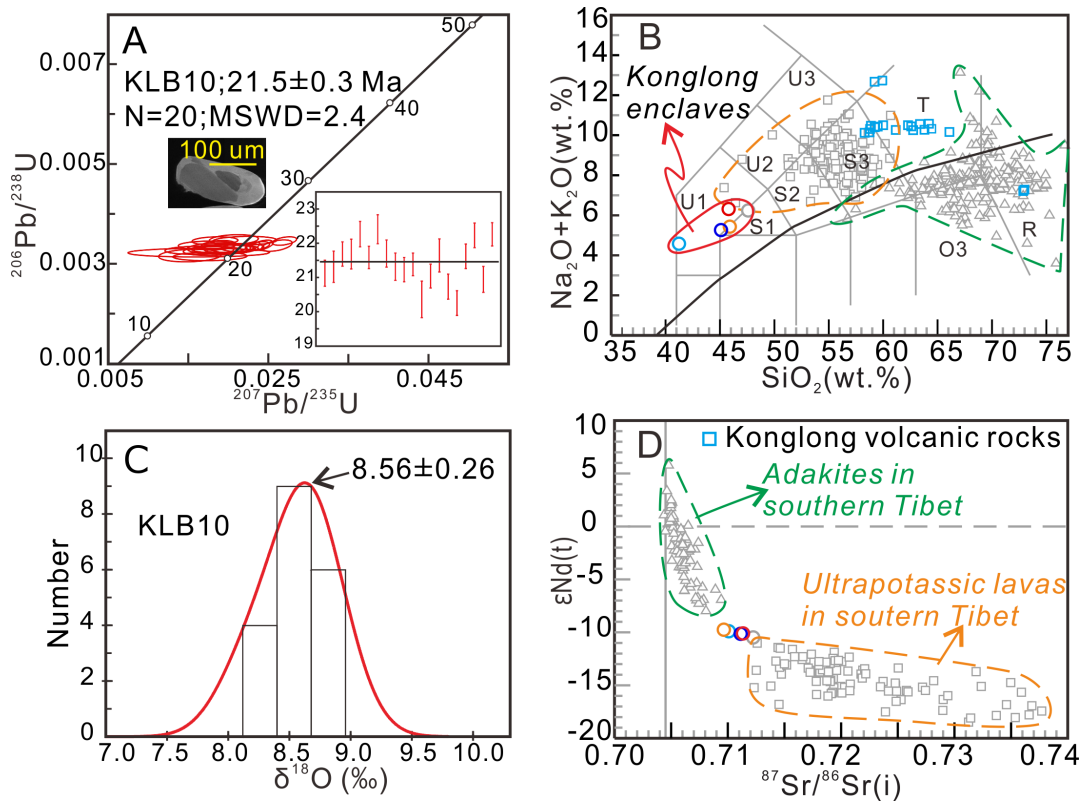 A
KLB10;21.5±0.3 Ma
N=20;MSWD=2.4
100 um
50
40
30
20
10
23
22
22
21
21
20
19
0.007
0.005
0.003
0.001
0.005
0.025
0.045
²⁰⁶Pb/²³⁸U
²⁰⁷Pb/²³⁵U
B
Konglong
enclaves
U3
U2
U1
T
S3
S2
S1
O3
R
16
14
12
10
8
6
4
2
0
35 40 45 50 55 60 65 70 75
Na₂O+K₂O(wt.%)
SiO₂(wt.%)
C
8.56±0.26
KLB10
10
8
6
4
2
0
7.0 7.5 8.0 8.5 9.0 9.5 10.0
Number
δ¹⁸O (‰)
D
Konglong volcanic rocks
Adakites in
southern Tibet
Ultrapotassic lavas
in soutern Tibet
10
5
0
-5
-10
-15
-20
0.70 0.71 0.72 0.73 0.74
εNd(t)
⁸⁷Sr/⁸⁶Sr(i)